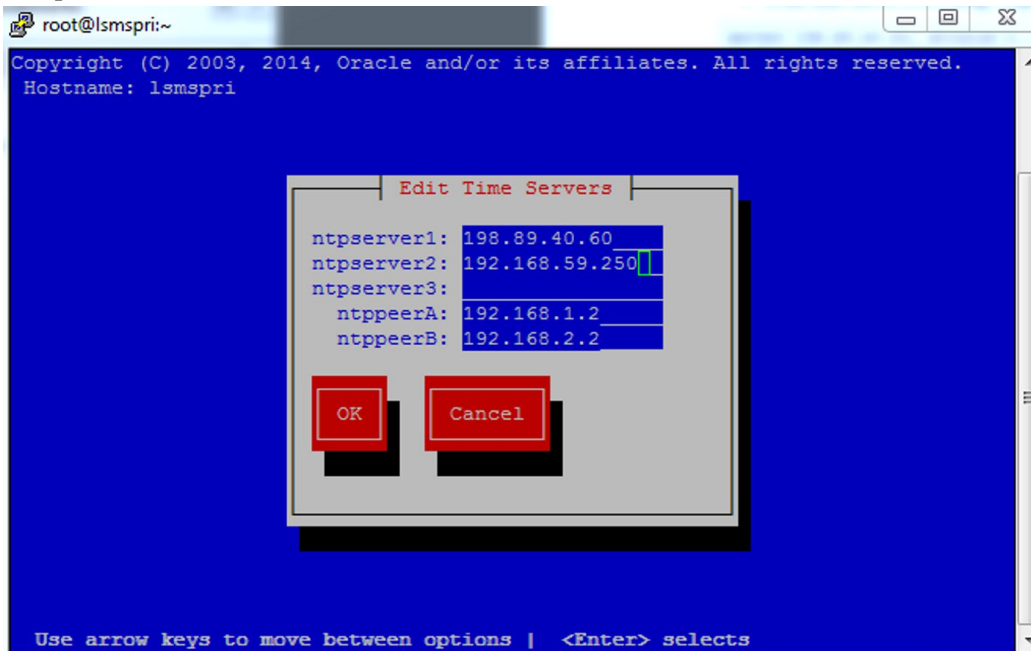 root@lsmspri:~
Copyright (C) 2003, 2014, Oracle and/or its affiliates. All rights reserved.
Hostname: lsmspri
Edit Time Servers
ntpserver1: 198.89.40.60
ntpserver2: 192.168.59.250
ntpserver3:
ntppeerA: 192.168.1.2
ntppeerB: 192.168.2.2
OK Cancel
Use arrow keys to move between options | <Enter> selects